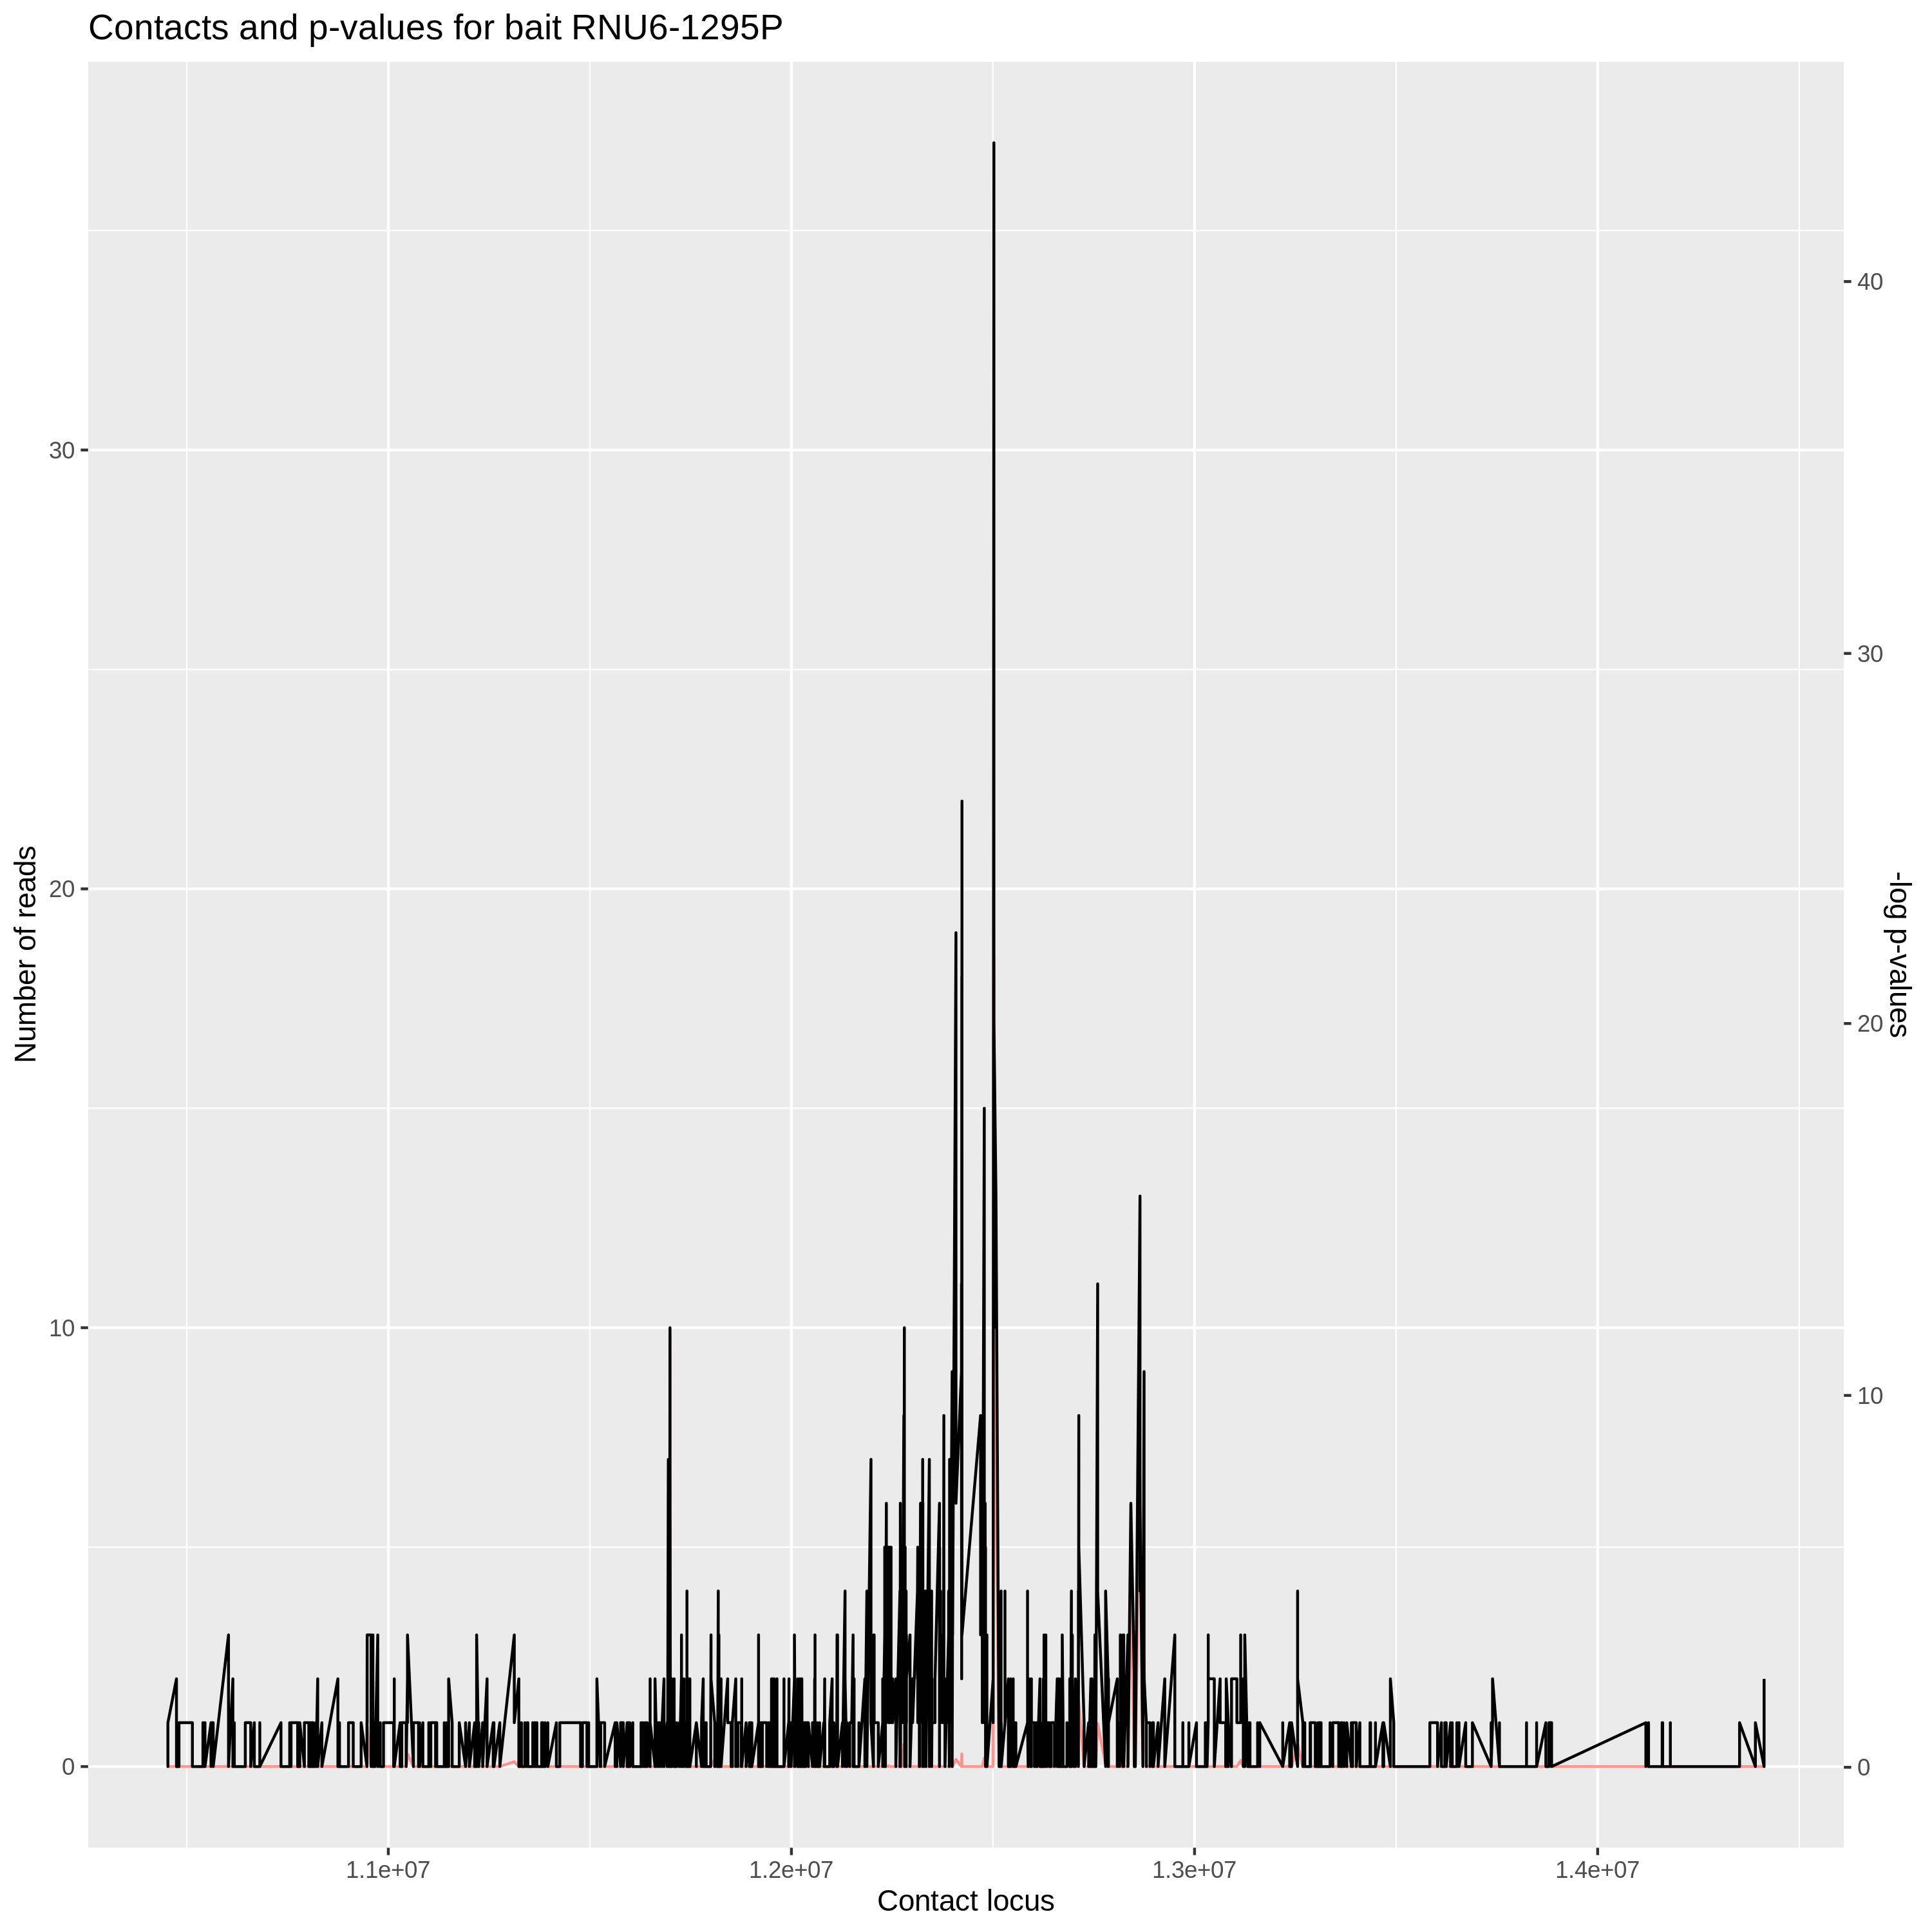 Contacts and p-values for bait RNU6-1295P
Number of reads
30
20
10
0
40
30
20
10
0
-log p-values
1.1e+07
1.2e+07
1.3e+07
1.4e+07
Contact locus